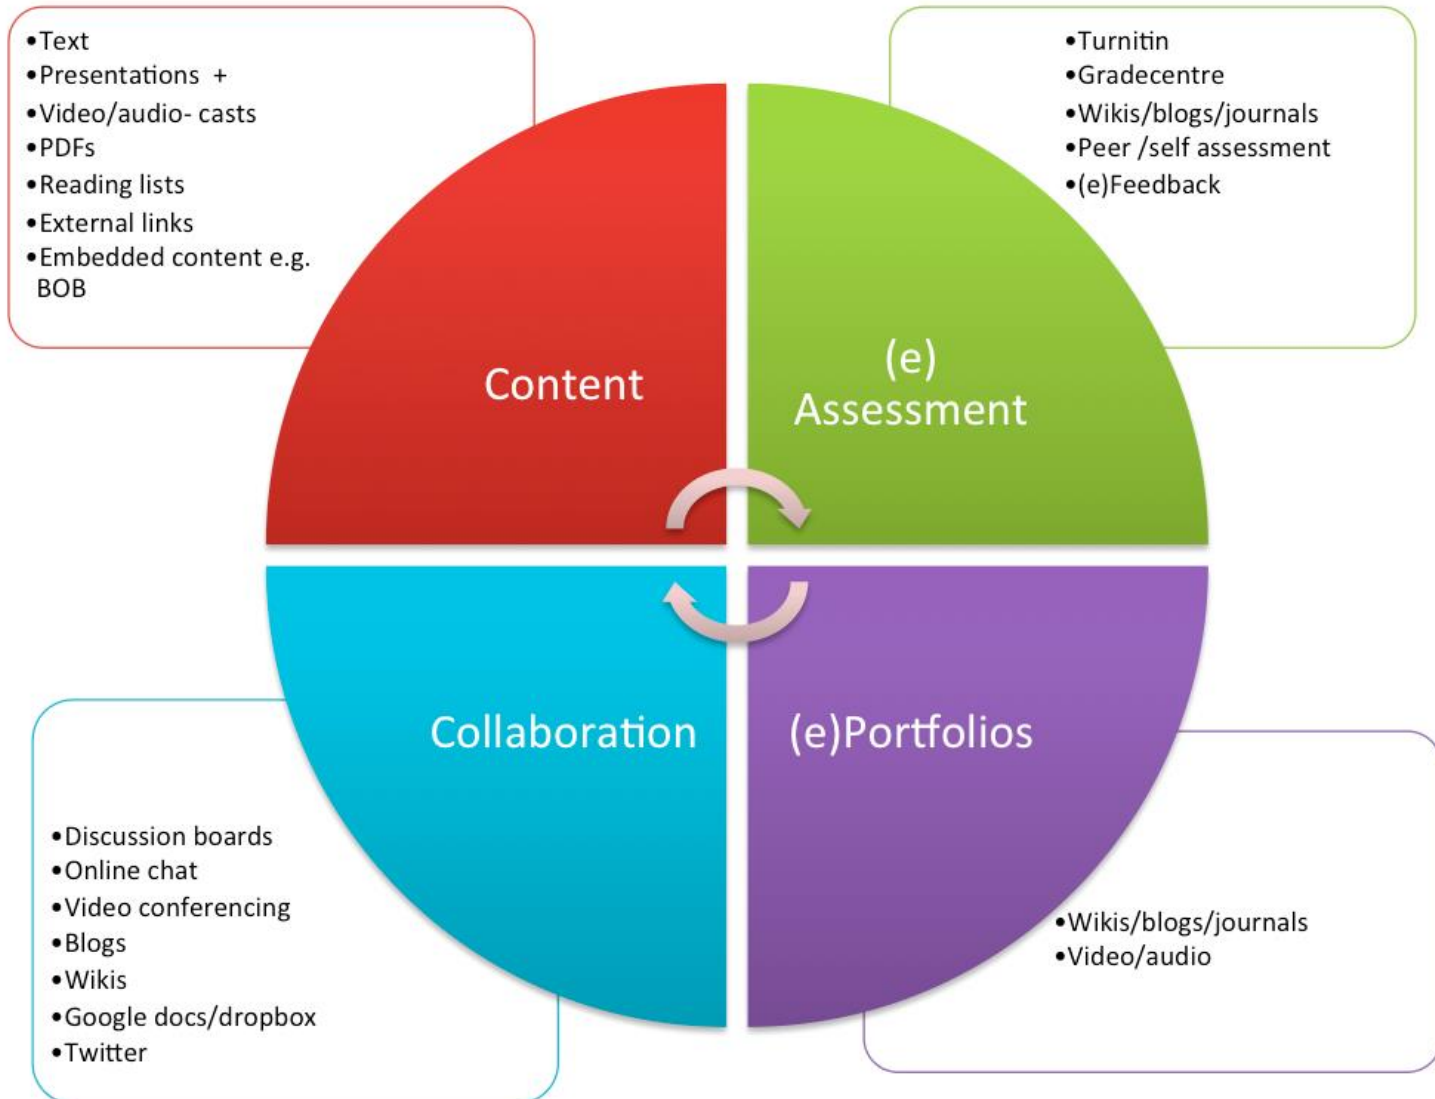 •Text
•Presentations +
•Video/audio- casts
•PDFs
•Reading lists
•External links
•Embedded content e.g.
BOB
•Turnitin
•Gradecentre
•Wikis/blogs/journals
•Peer /self assessment
•(e)Feedback
Content
(e)
Assessment
Collaboration
(e)Portfolios
•Discussion boards
•Online chat
•Video conferencing
•Blogs
•Wikis
•Google docs/dropbox
•Twitter
•Wikis/blogs/journals
•Video/audio